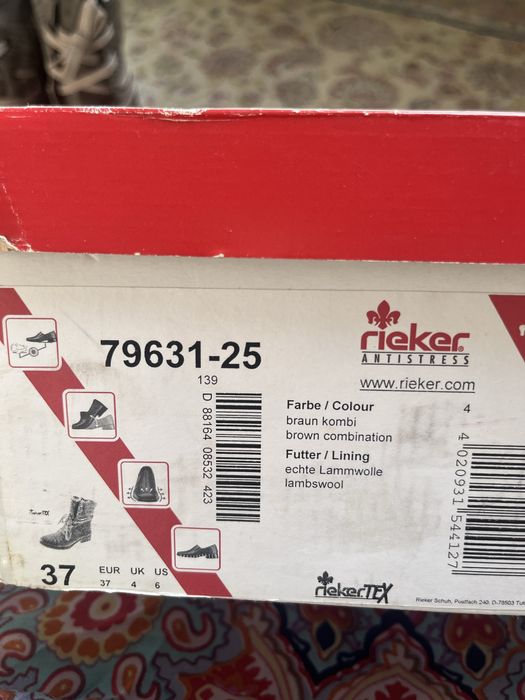 79631-25
139
D 88164 08532 423
rieker
ANTISTRESS
www.rieker.com
Farbe / Colour
braun kombi
brown combination
Futter / Lining
echte Lammwolle
lambswool
4
4 020931 544127
riekerTEX
37
EUR UK US
37 4 6
riekerTEX
Rieker Schuh, Postfach 240, D-78503